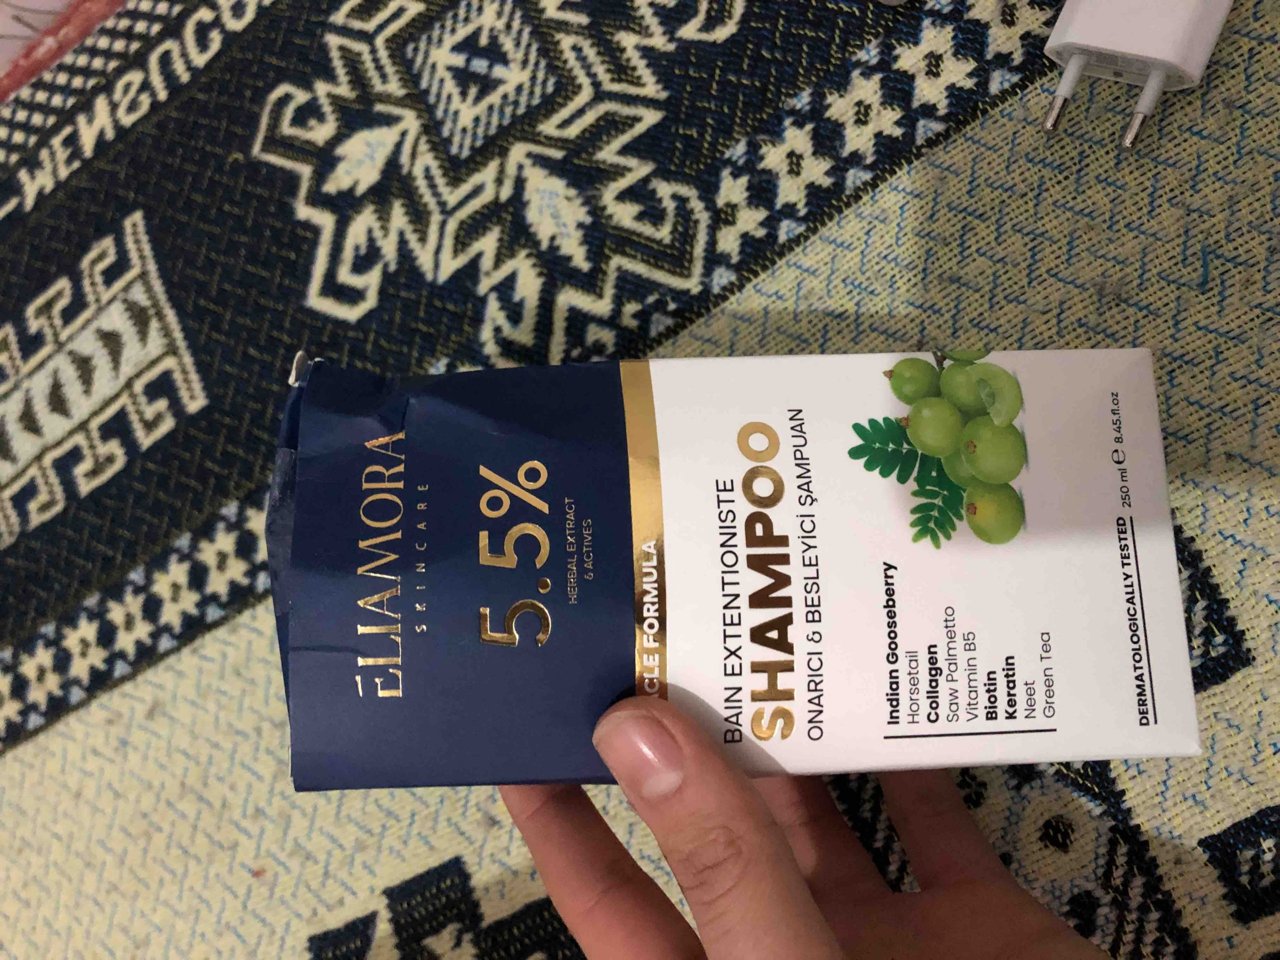 ELIAMORA
SKINCARE
5.5%
HERBAL EXTRACT
& ACTIVES
CLE FORMULA
BAIN EXTENTIONISTE
SHAMPOO
ONARICI & BESLEYİCİ ŞAMPUAN
Indian Gooseberry
Horsetail
Collagen
Saw Palmetto
Vitamin B5
Biotin
Keratin
Neet
Green Tea
DERMATOLOGICALLY TESTED 250 ml ℮ 8.45.fl.oz